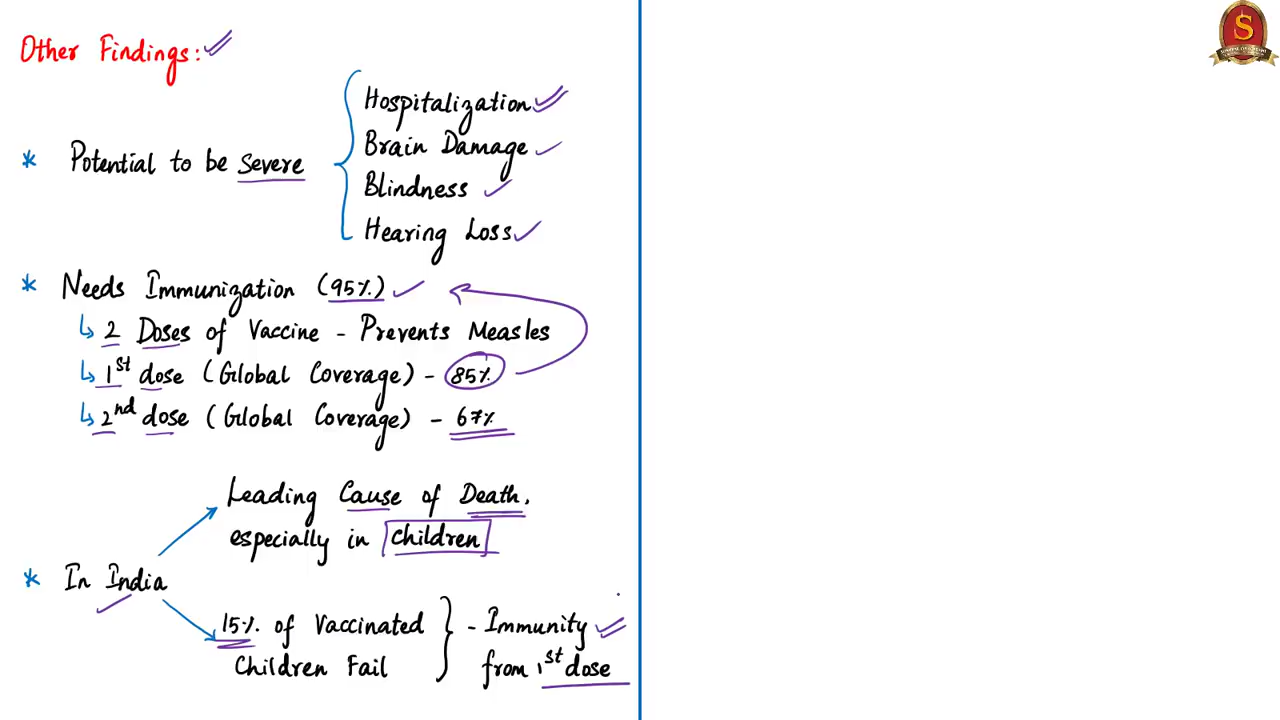 Other Findings:
* Potential to be Severe
Hospitalization
Brain Damage
Blindness
Hearing Loss
* Needs Immunization (95%)
↳ 2 Doses of Vaccine - Prevents Measles
↳ 1st dose (Global Coverage) - 85%
↳ 2nd dose (Global Coverage) - 67%
* In India
Leading Cause of Death,
especially in Children
15% of Vaccinated
Children Fail
- Immunity
from 1st dose
S